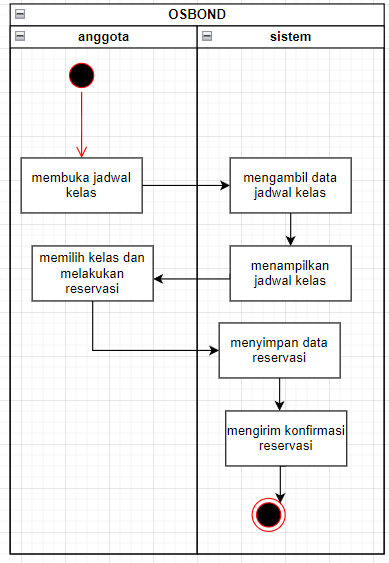 OSBOND
anggota
sistem
membuka jadwal
kelas
mengambil data
jadwal kelas
menampilkan
jadwal kelas
memilih kelas dan
melakukan
reservasi
menyimpan data
reservasi
mengirim konfirmasi
reservasi